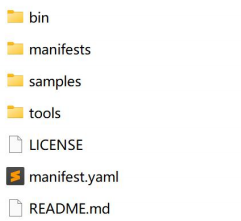 bin
manifests
samples
tools
LICENSE
manifest.yaml
README.md